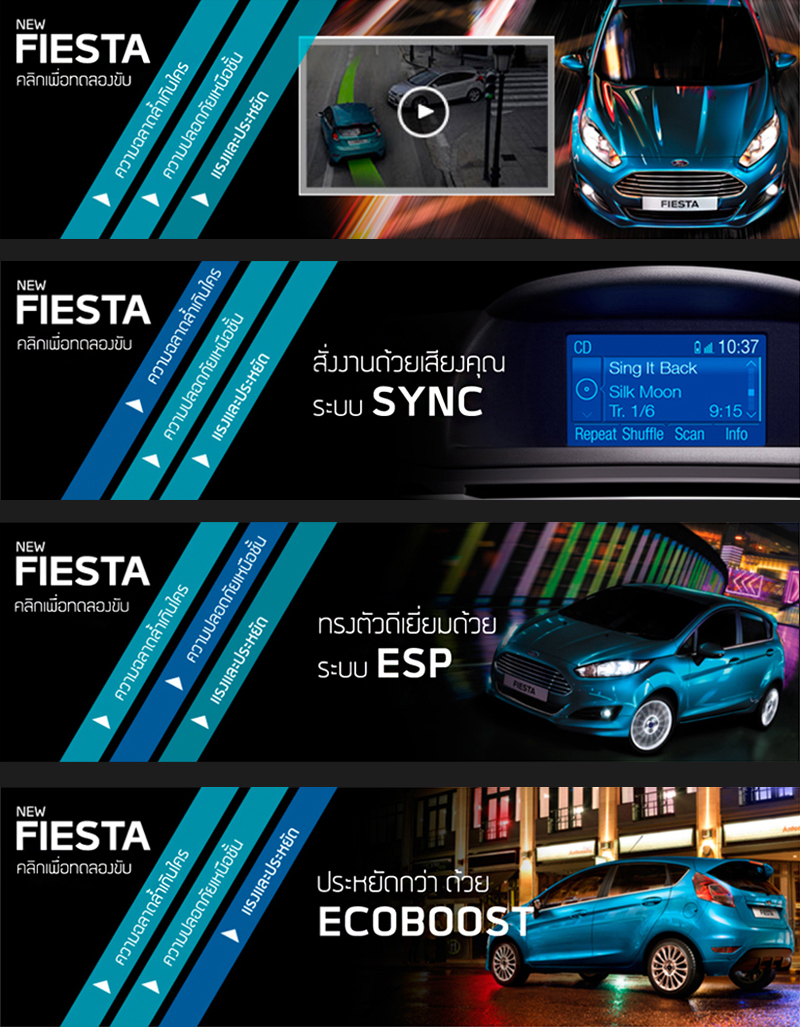 NEW
FIESTA
คลิกเพื่อทดลองขับ
ความฉลาดล้ำเกินใคร
ความปลอดภัยเหนือชั้น
แรงและประหยัด
FIESTA
NEW
FIESTA
คลิกเพื่อทดลองขับ
ความฉลาดล้ำเกินใคร
ความปลอดภัยเหนือชั้น
แรงและประหยัด
สั่งงานด้วยเสียงคุณ
ระบบ SYNC
CD 10:37
Sing It Back
Silk Moon
Tr. 1/6 9:15
Repeat Shuffle Scan Info
NEW
FIESTA
คลิกเพื่อทดลองขับ
ความฉลาดล้ำเกินใคร
ความปลอดภัยเหนือชั้น
แรงและประหยัด
ทรงตัวดีเยี่ยมด้วย
ระบบ ESP
FIESTA
NEW
FIESTA
คลิกเพื่อทดลองขับ
ความฉลาดล้ำเกินใคร
ความปลอดภัยเหนือชั้น
แรงและประหยัด
ประหยัดกว่า ด้วย
ECOBOOST